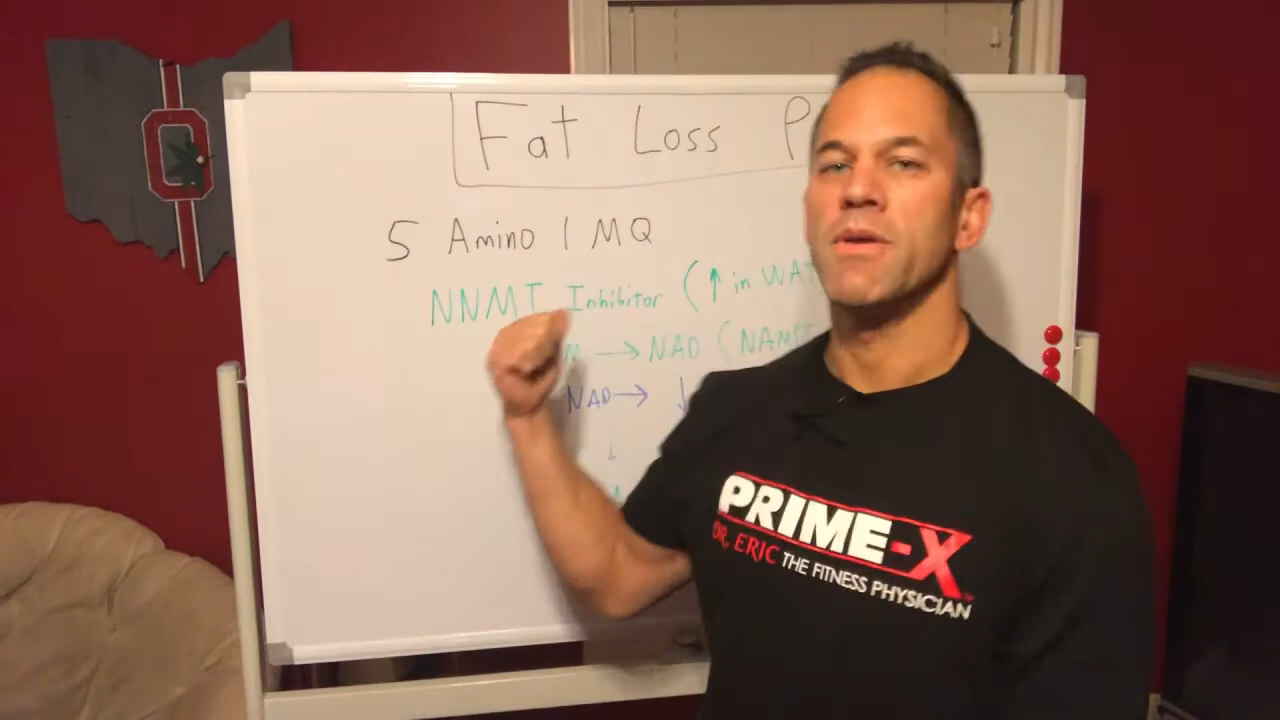 Fat Loss P
5 Amino 1 MQ
NNMT Inhibitor (↑ in WAT
→ NAD (NAM
NAD → ↓
PRIME-X
DR. ERIC THE FITNESS PHYSICIAN